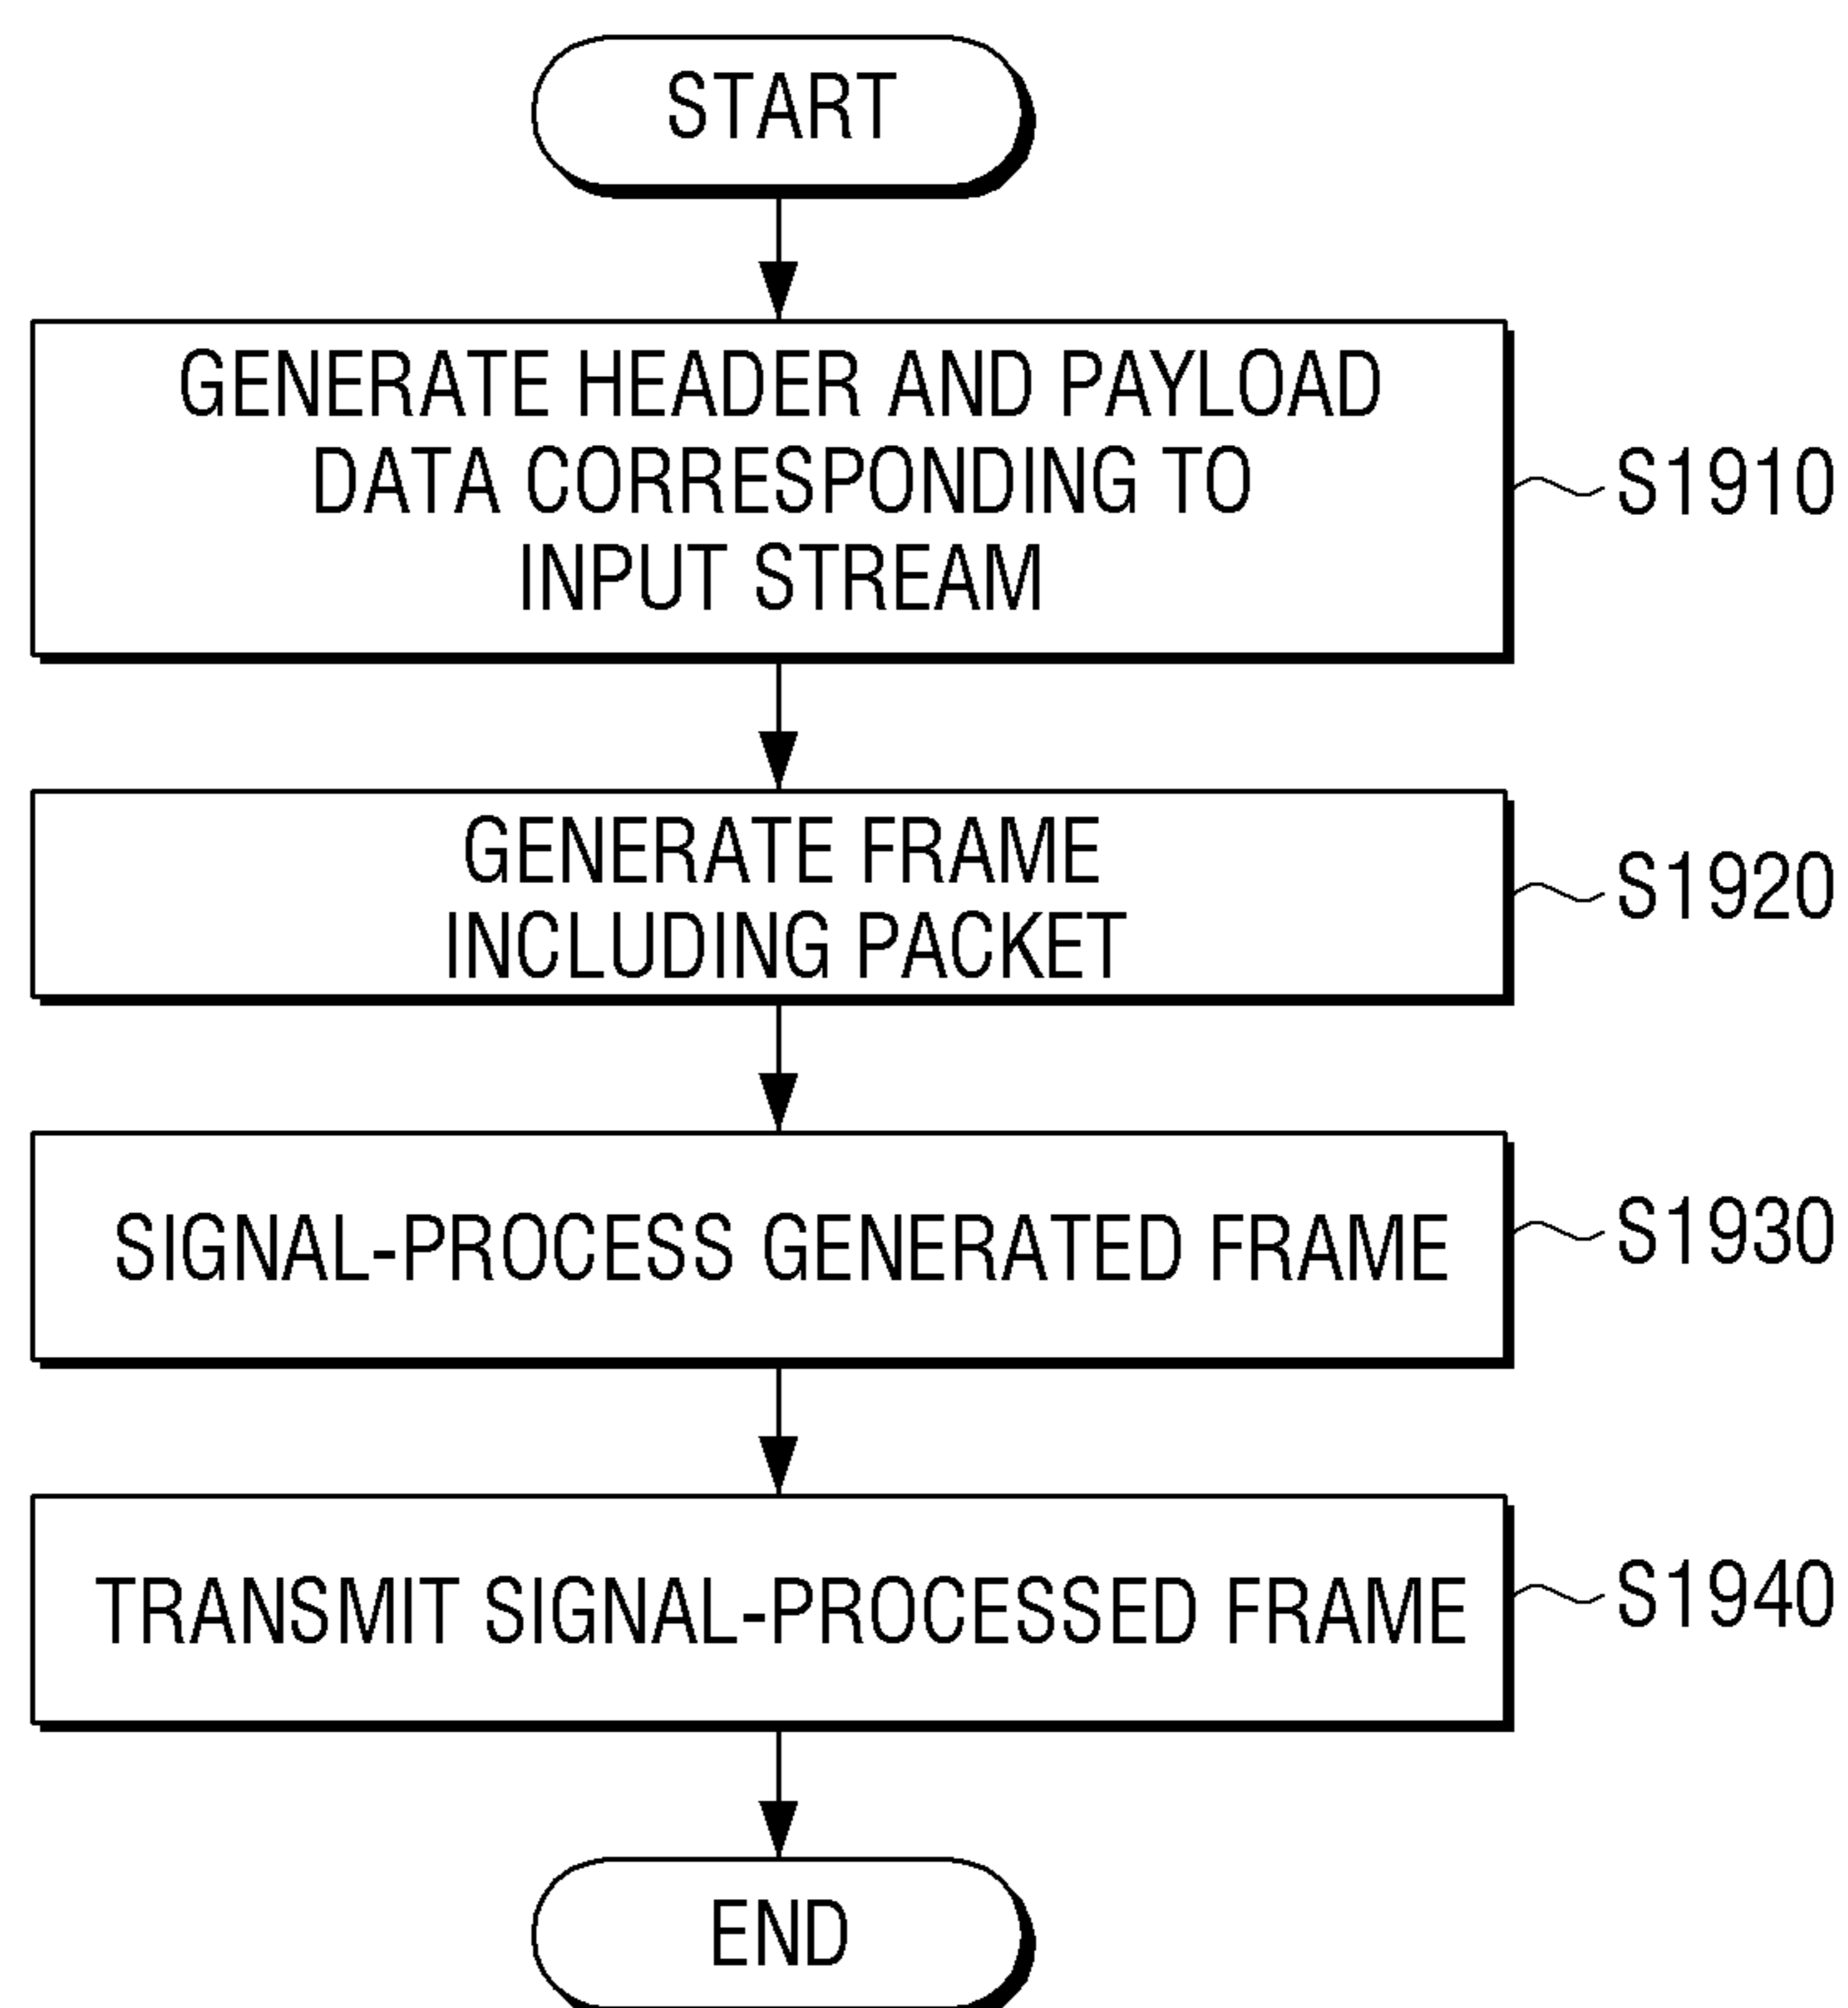 START
GENERATE HEADER AND PAYLOAD
DATA CORRESPONDING TO
INPUT STREAM
S1910
GENERATE FRAME
INCLUDING PACKET
S1920
SIGNAL-PROCESS GENERATED FRAME
S1930
TRANSMIT SIGNAL-PROCESSED FRAME
S1940
END